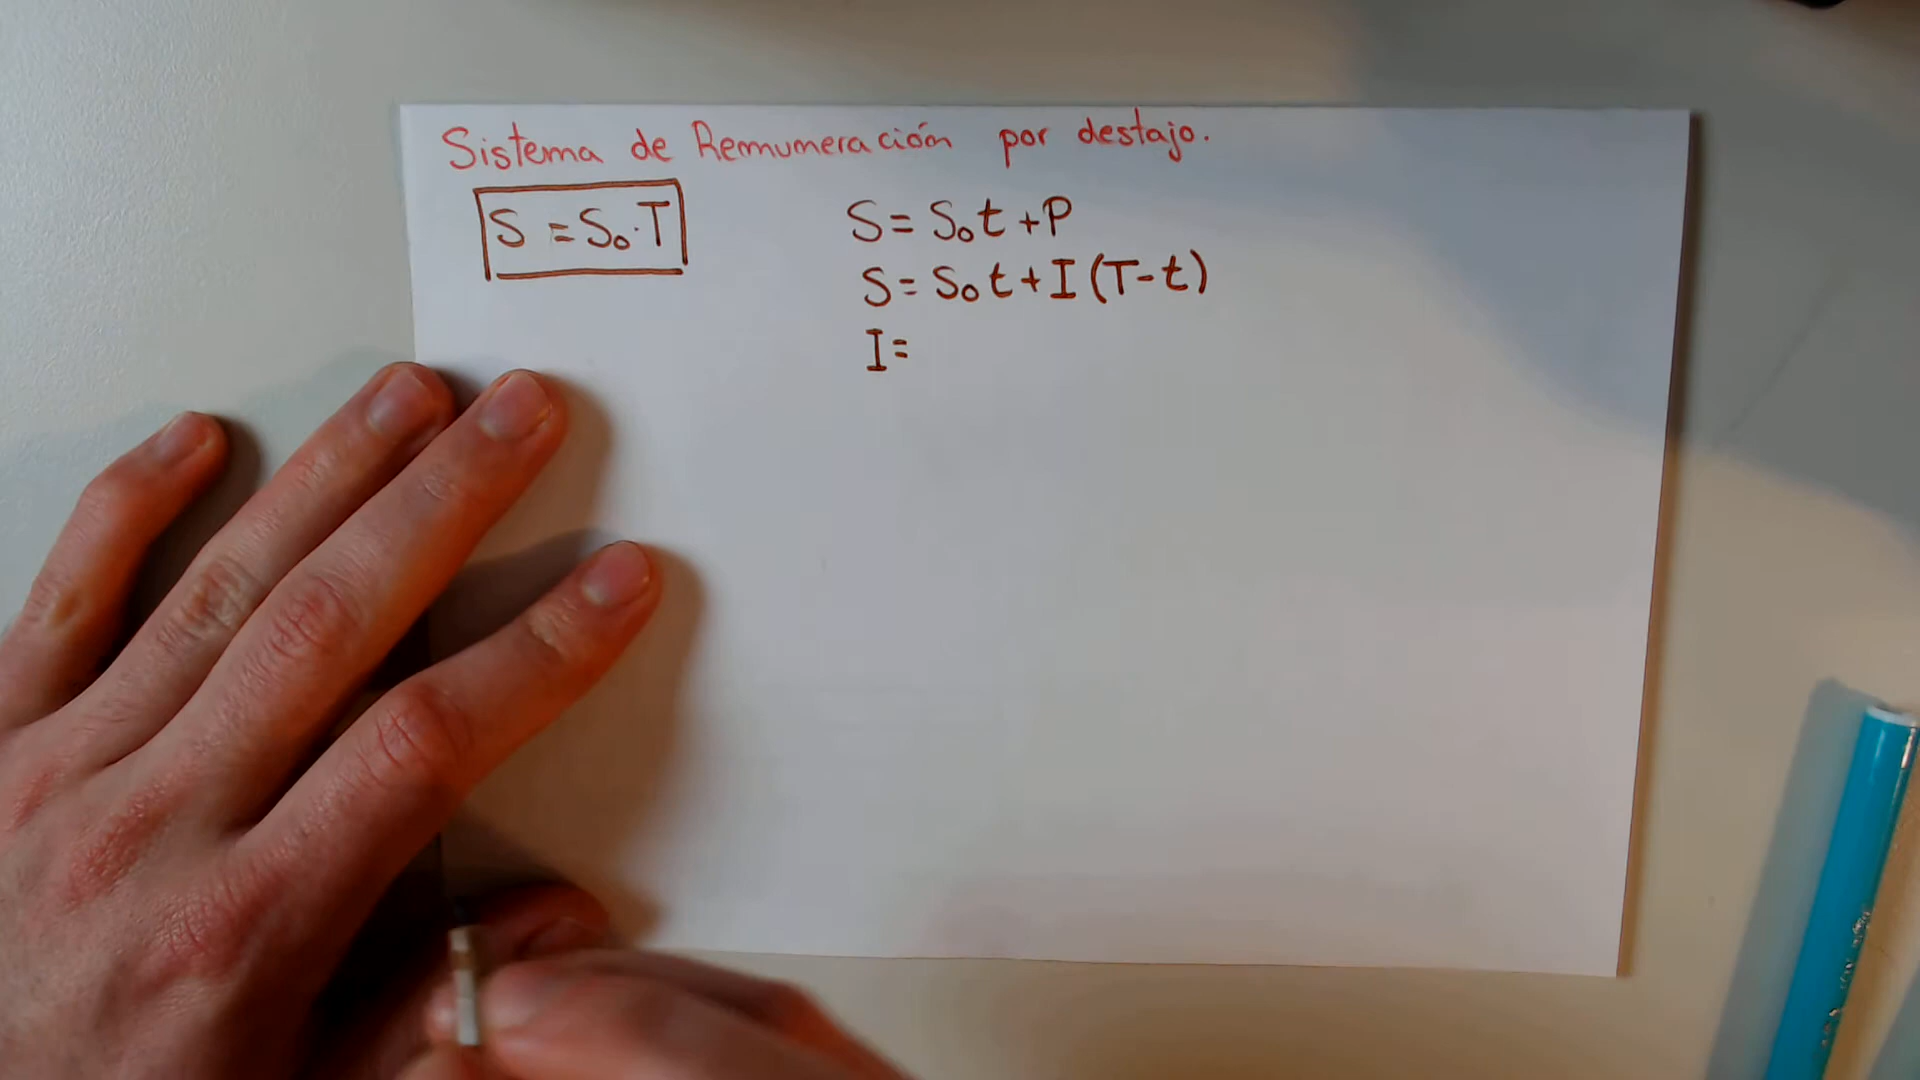 Sistema de Remuneración por destajo.
S = S₀·T
S = S₀t + P
S = S₀t + I (T-t)
I =